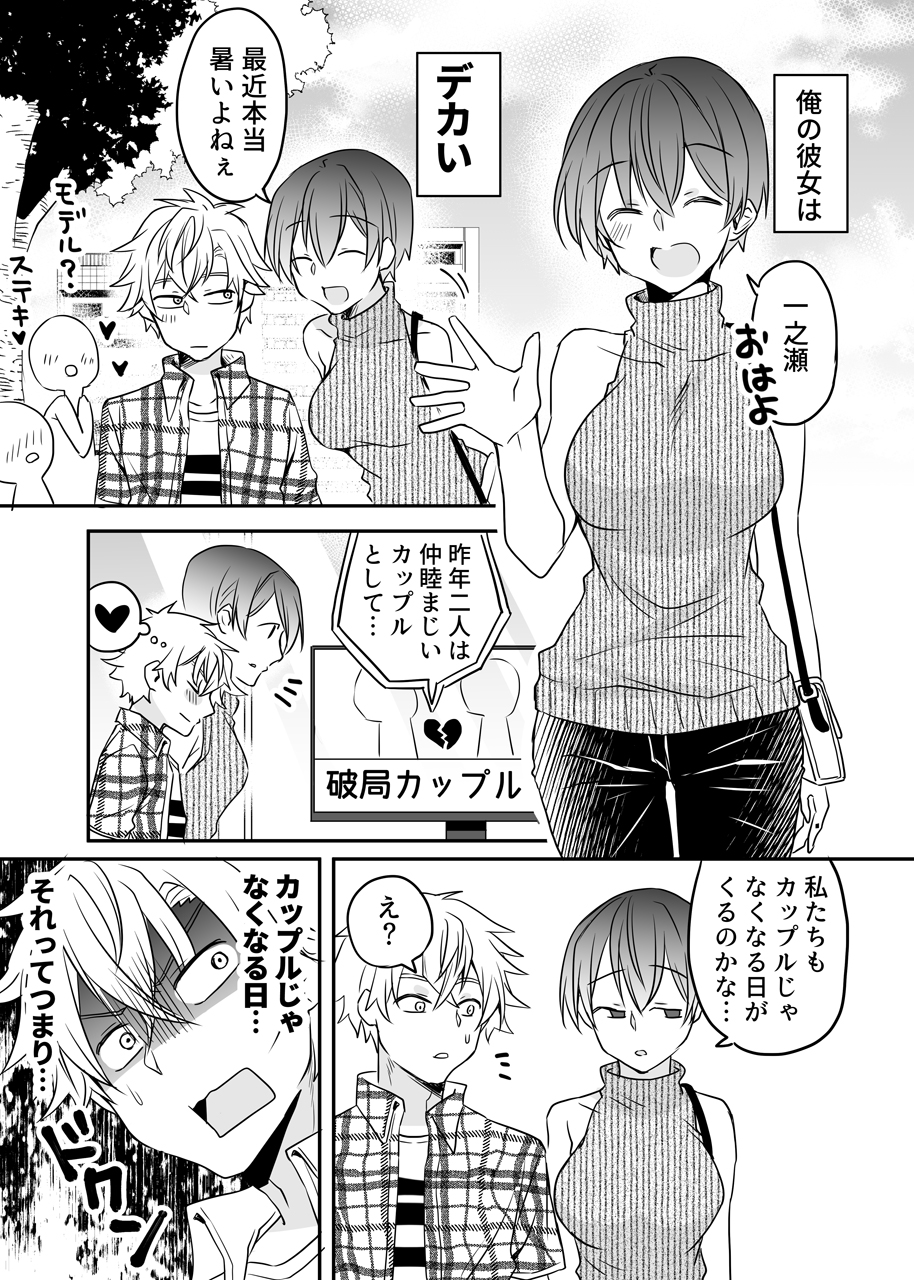 俺の彼女は
デカい
一之瀬
おはよ
最近本当
暑いよねぇ
モデル?
ステキ♥
昨年二人は
仲睦まじい
カップル
として…
破局カップル
私たちも
カップルじゃ
なくなる日が
くるのかな…
え?
カップルじゃ
なくなる日…
それってつまり…
ドクン